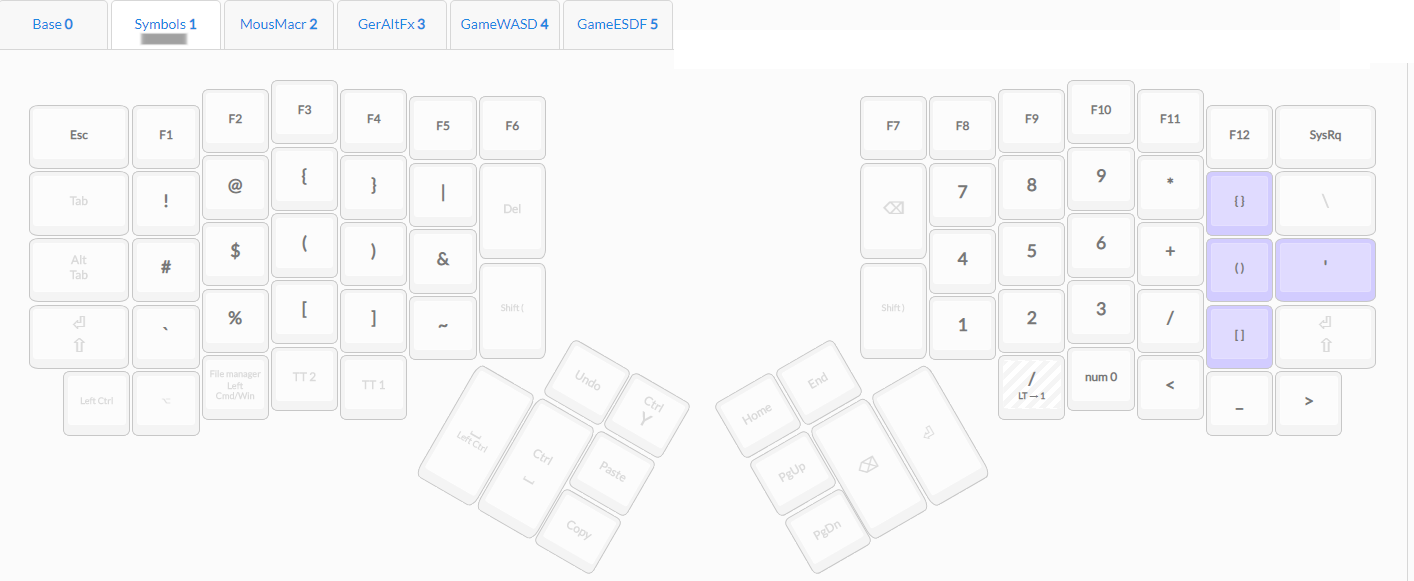 Base 0 Symbols 1 MousMacr 2 GerAltFx 3 GameWASD 4 GameESDF 5
Esc F1 F2 F3 F4 F5 F6 F7 F8 F9 F10 F11 F12 SysRq
Tab ! @ { } | Del ⌫ 7 8 9 * {} \
Alt
Tab
# $ ( ) & 4 5 6 + () '
⏎
⇧
` % [ ] ~ Shift ( Shift ) 1 2 3 / []
⏎
⇧
Left Ctrl ⌥
File manager
Left
Cmd/Win
TT 2 TT 1
/
LT → 1
num 0 < _ >
Undo
Ctrl
Y
⎵
Left Ctrl
Ctrl
⎵
Paste
Copy
Home End
PgUp ⌫ ⏎
PgDn